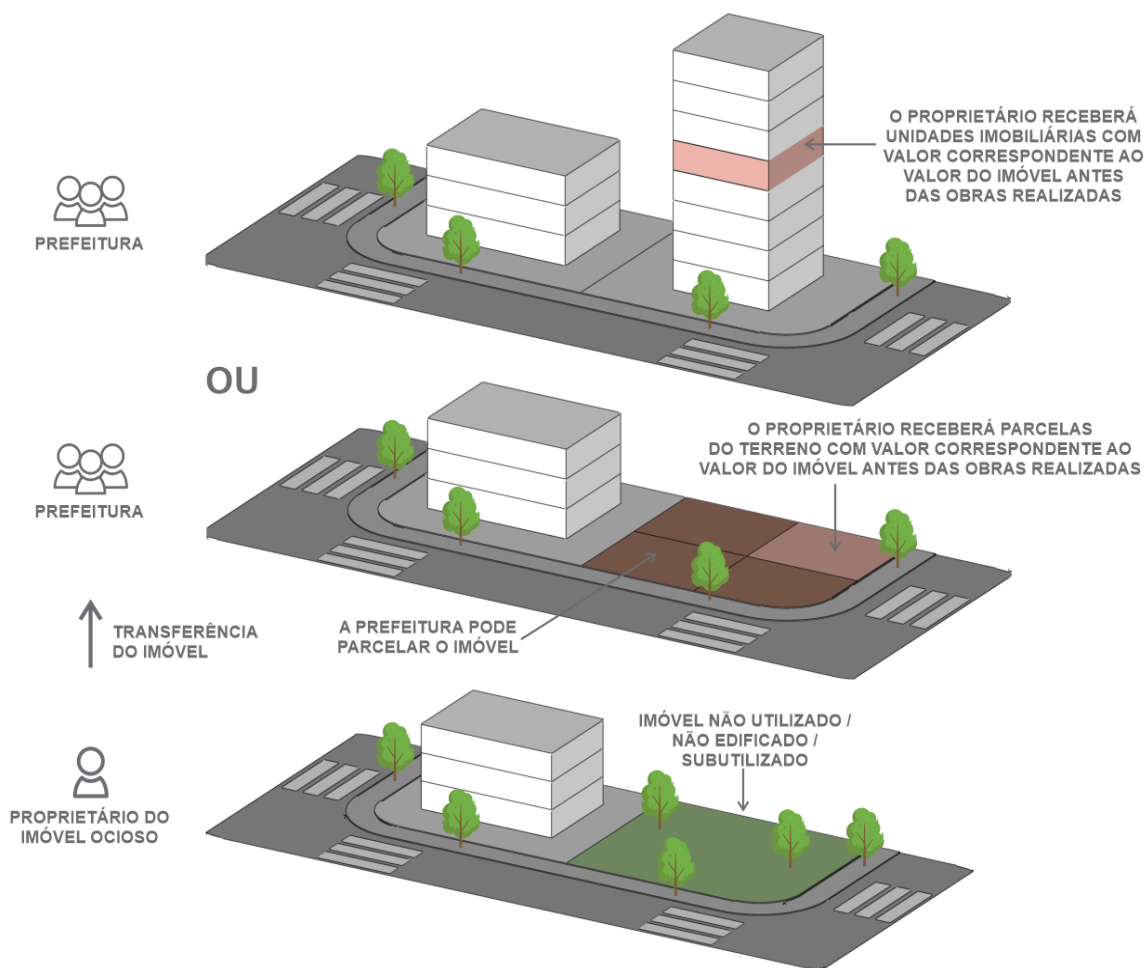 O PROPRIETÁRIO RECEBERÁ
UNIDADES IMOBILIÁRIAS COM
VALOR CORRESPONDENTE AO
VALOR DO IMÓVEL ANTES
DAS OBRAS REALIZADAS
PREFEITURA
OU
O PROPRIETÁRIO RECEBERÁ PARCELAS
DO TERRENO COM VALOR CORRESPONDENTE AO
VALOR DO IMÓVEL ANTES DAS OBRAS REALIZADAS
PREFEITURA
TRANSFERÊNCIA
DO IMÓVEL
A PREFEITURA PODE
PARCELAR O IMÓVEL
IMÓVEL NÃO UTILIZADO /
NÃO EDIFICADO /
SUBUTILIZADO
PROPRIETÁRIO DO
IMÓVEL OCIOSO